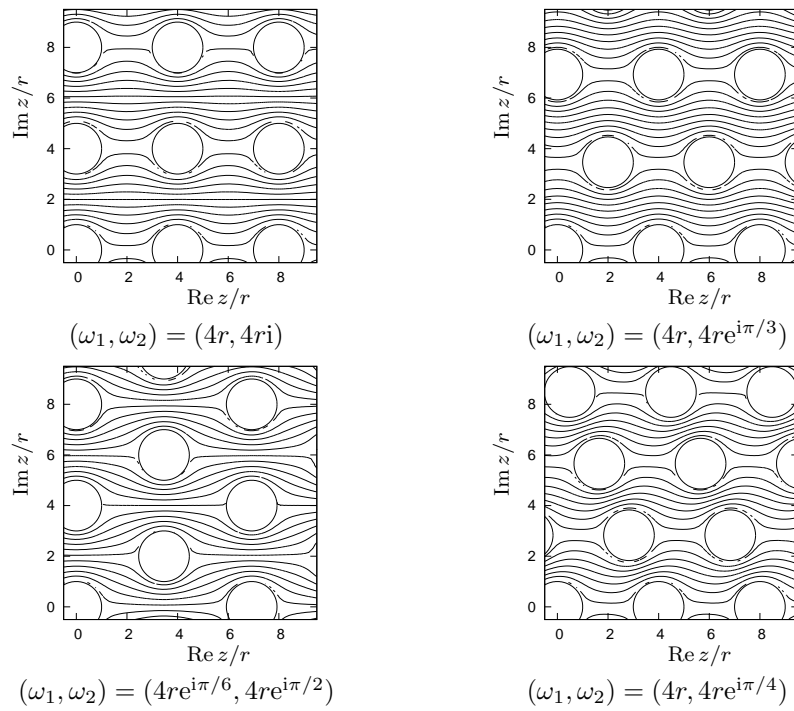 8
6
4
2
0
0 2 4 6 8
Im z/r
Re z/r
(ω₁, ω₂) = (4r, 4ri)
8
6
4
2
0
0 2 4 6 8
Im z/r
Re z/r
(ω₁, ω₂) = (4r, 4re^{iπ/3})
8
6
4
2
0
0 2 4 6 8
Im z/r
Re z/r
(ω₁, ω₂) = (4re^{iπ/6}, 4re^{iπ/2})
8
6
4
2
0
0 2 4 6 8
Im z/r
Re z/r
(ω₁, ω₂) = (4r, 4re^{iπ/4})